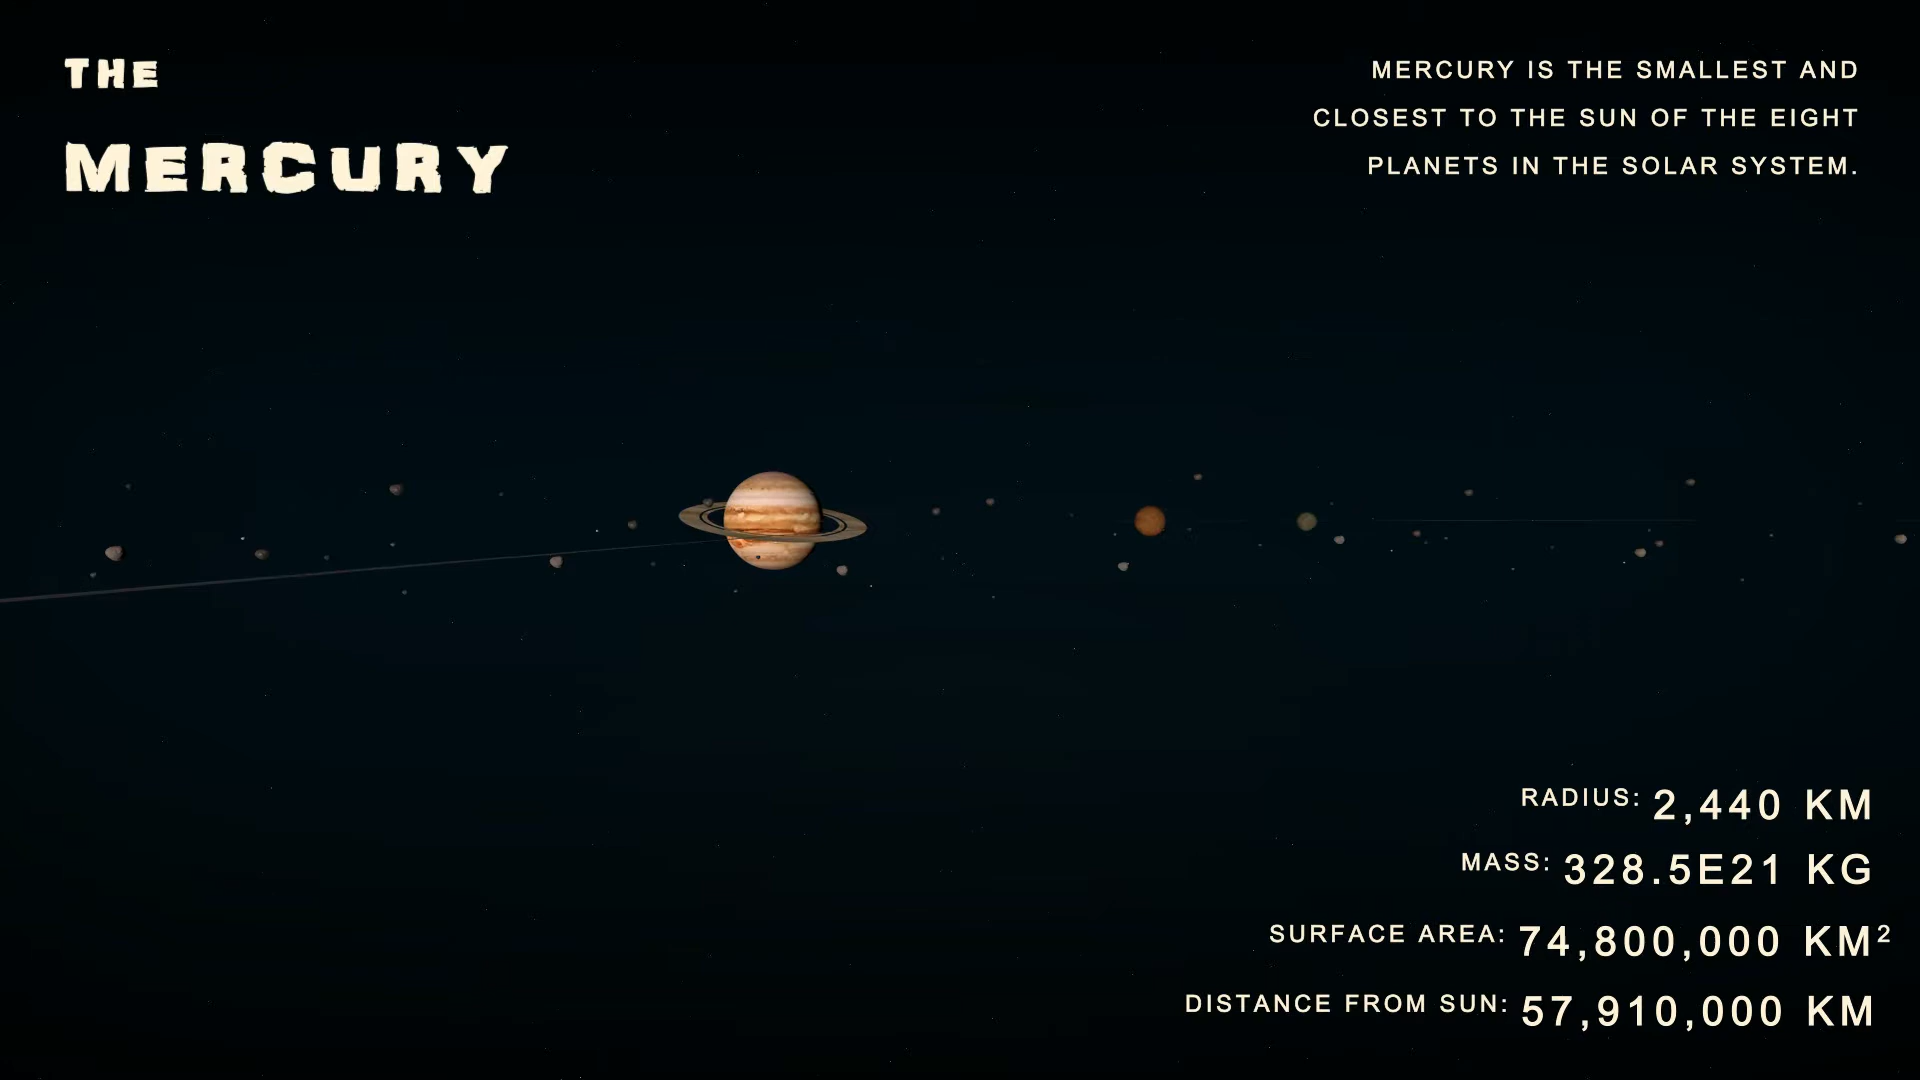 THE
MERCURY
MERCURY IS THE SMALLEST AND
CLOSEST TO THE SUN OF THE EIGHT
PLANETS IN THE SOLAR SYSTEM.
RADIUS: 2,440 KM
MASS: 328.5E21 KG
SURFACE AREA: 74,800,000 KM²
DISTANCE FROM SUN: 57,910,000 KM